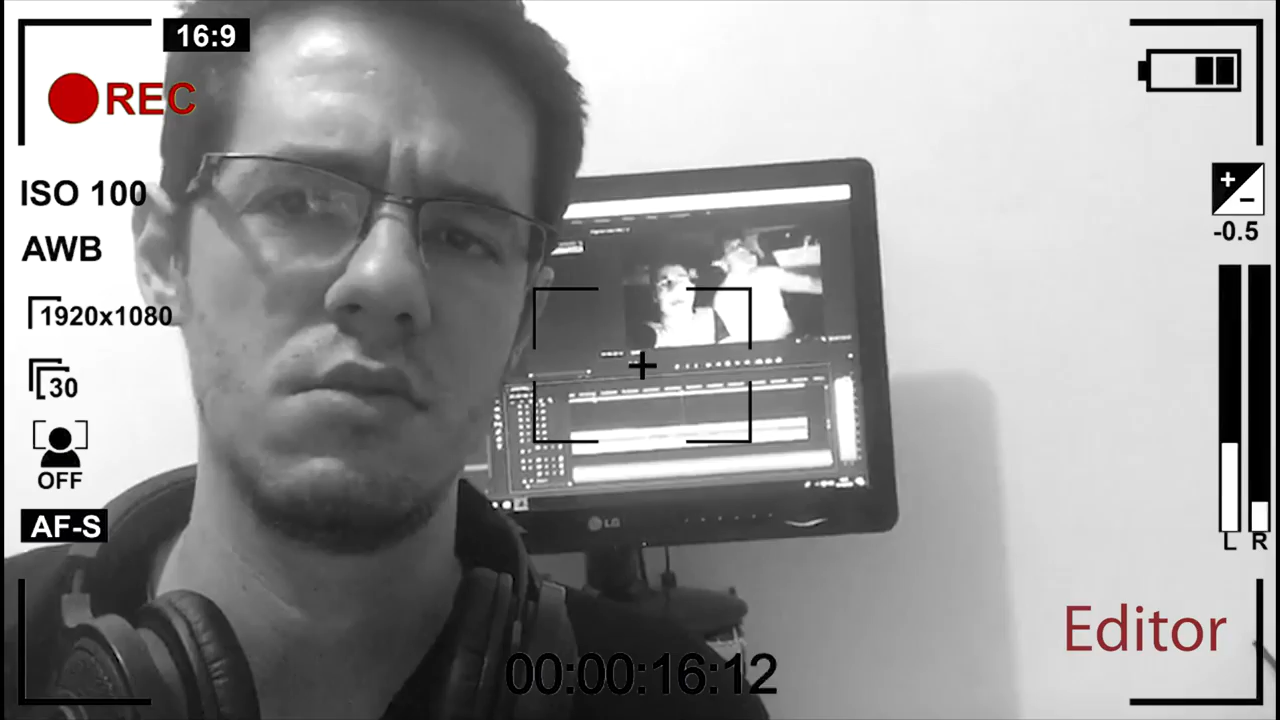 16:9
REC
ISO 100
AWB
1920x1080
30
OFF
AF-S
-0.5
L R
LG
Editor
00:00:16:12